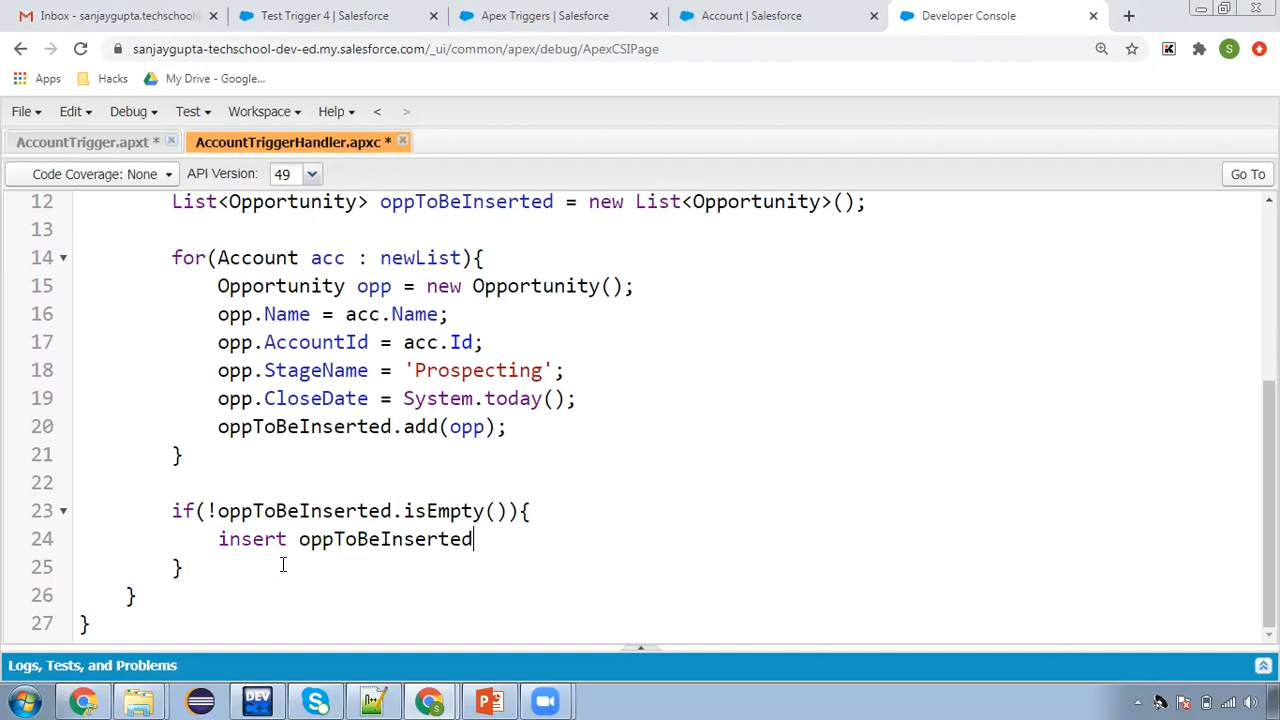 Inbox - sanjaygupta.techschool@
Test Trigger 4 | Salesforce
Apex Triggers | Salesforce
Account | Salesforce
Developer Console
sanjaygupta-techschool-dev-ed.my.salesforce.com/_ui/common/apex/debug/ApexCSIPage
S
Apps Hacks My Drive - Google...
File Edit Debug Test Workspace Help < >
AccountTrigger.apxt * AccountTriggerHandler.apxc *
Code Coverage: None API Version: 49 Go To
12 List<Opportunity> oppToBeInserted = new List<Opportunity>();
13
14 for(Account acc : newList){
15 Opportunity opp = new Opportunity();
16 opp.Name = acc.Name;
17 opp.AccountId = acc.Id;
18 opp.StageName = 'Prospecting';
19 opp.CloseDate = System.today();
20 oppToBeInserted.add(opp);
21 }
22
23 if(!oppToBeInserted.isEmpty()){
24 insert oppToBeInserted
25 }
26 }
27 }
Logs, Tests, and Problems
DEV